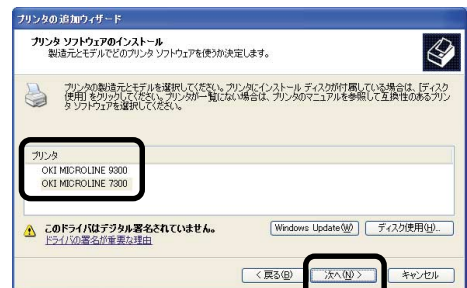 プリンタの追加ウィザード
プリンタ ソフトウェアのインストール
製造元とモデルでどのプリンタ ソフトウェアを使うか決定します。
プリンタの製造元とモデルを選択してください。プリンタにインストール ディスクが付属している場合は、[ディスク
使用] をクリックしてください。プリンタが一覧にない場合は、プリンタのマニュアルを参照して互換性のあるプリン
タ ソフトウェアを選択してください。
プリンタ
OKI MICROLINE 9300
OKI MICROLINE 7300
このドライバはデジタル署名されていません。
ドライバの署名が重要な理由
Windows Update(W)
ディスク使用(H)...
< 戻る(B)
次へ(N) >
キャンセル